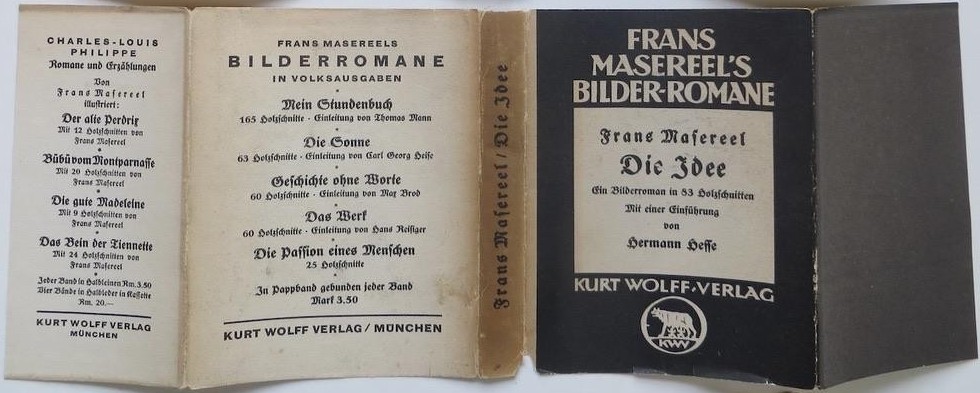 CHARLES-LOUIS
PHILIPPE
Romane und Erzählungen
Von
Frans Masereel
illustriert:
Der alte Perdrix
Mit 12 Holzschnitten von
Frans Masereel
Bübü vom Montparnasse
Mit 20 Holzschnitten von
Frans Masereel
Die gute Madeleine
Mit 9 Holzschnitten von
Frans Masereel
Das Bein der Tiennette
Mit 24 Holzschnitten von
Frans Masereel
Jeder Band in Halbleinen Rm. 3.50
Vier Bände in Halbleder in Kassette
Rm. 20.—
KURT WOLFF VERLAG
MÜNCHEN
FRANS MASEREELS
BILDERROMANE
IN VOLKSAUSGABEN
Mein Stundenbuch
165 Holzschnitte · Einleitung von Thomas Mann
Die Sonne
63 Holzschnitte · Einleitung von Carl Georg Heise
Geschichte ohne Worte
60 Holzschnitte · Einleitung von Max Brod
Das Werk
60 Holzschnitte · Einleitung von Hans Reisiger
Die Passion eines Menschen
25 Holzschnitte
In Pappband gebunden jeder Band
Mark 3.50
KURT WOLFF VERLAG / MÜNCHEN
Frans Masereel / Die Idee
FRANS
MASEREEL'S
BILDER-ROMANE
Frans Masereel
Die Idee
Ein Bilderroman in 83 Holzschnitten
Mit einer Einführung
von
Hermann Hesse
KURT WOLFF·VERLAG
KWV